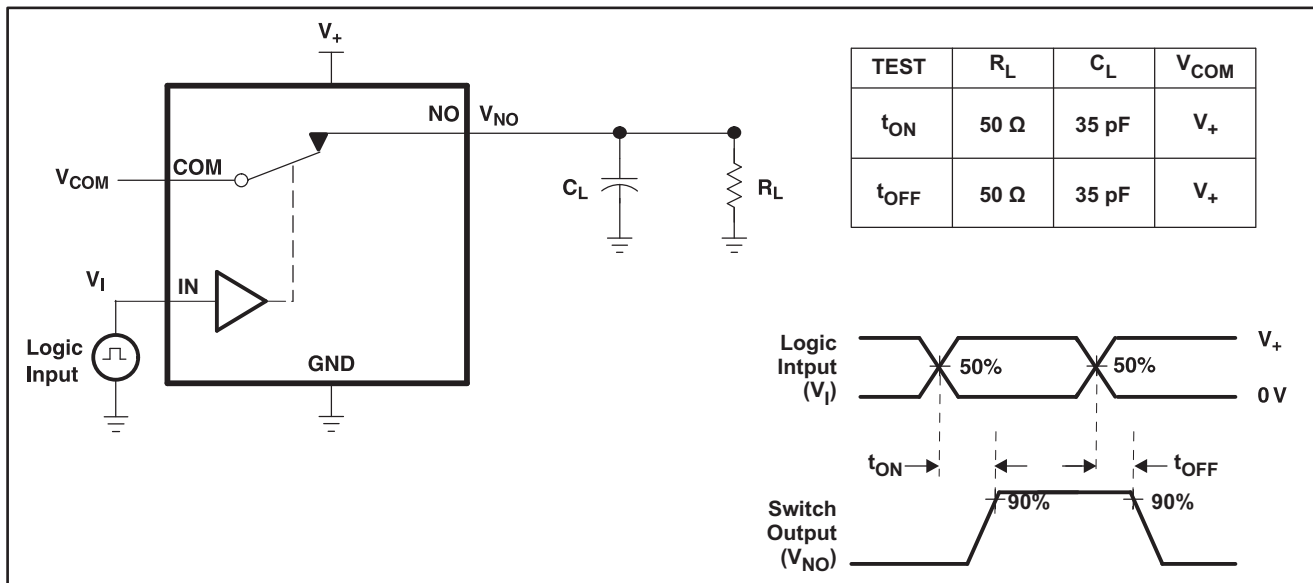 V+
NO
VNO
COM
VCOM
CL
RL
VI
IN
Logic
Input
GND
TEST RL CL VCOM
tON 50 Ω 35 pF V+
tOFF 50 Ω 35 pF V+
Logic
Intput
(VI)
50%
50%
V+
0 V
tON
tOFF
Switch
Output
(VNO)
90%
90%